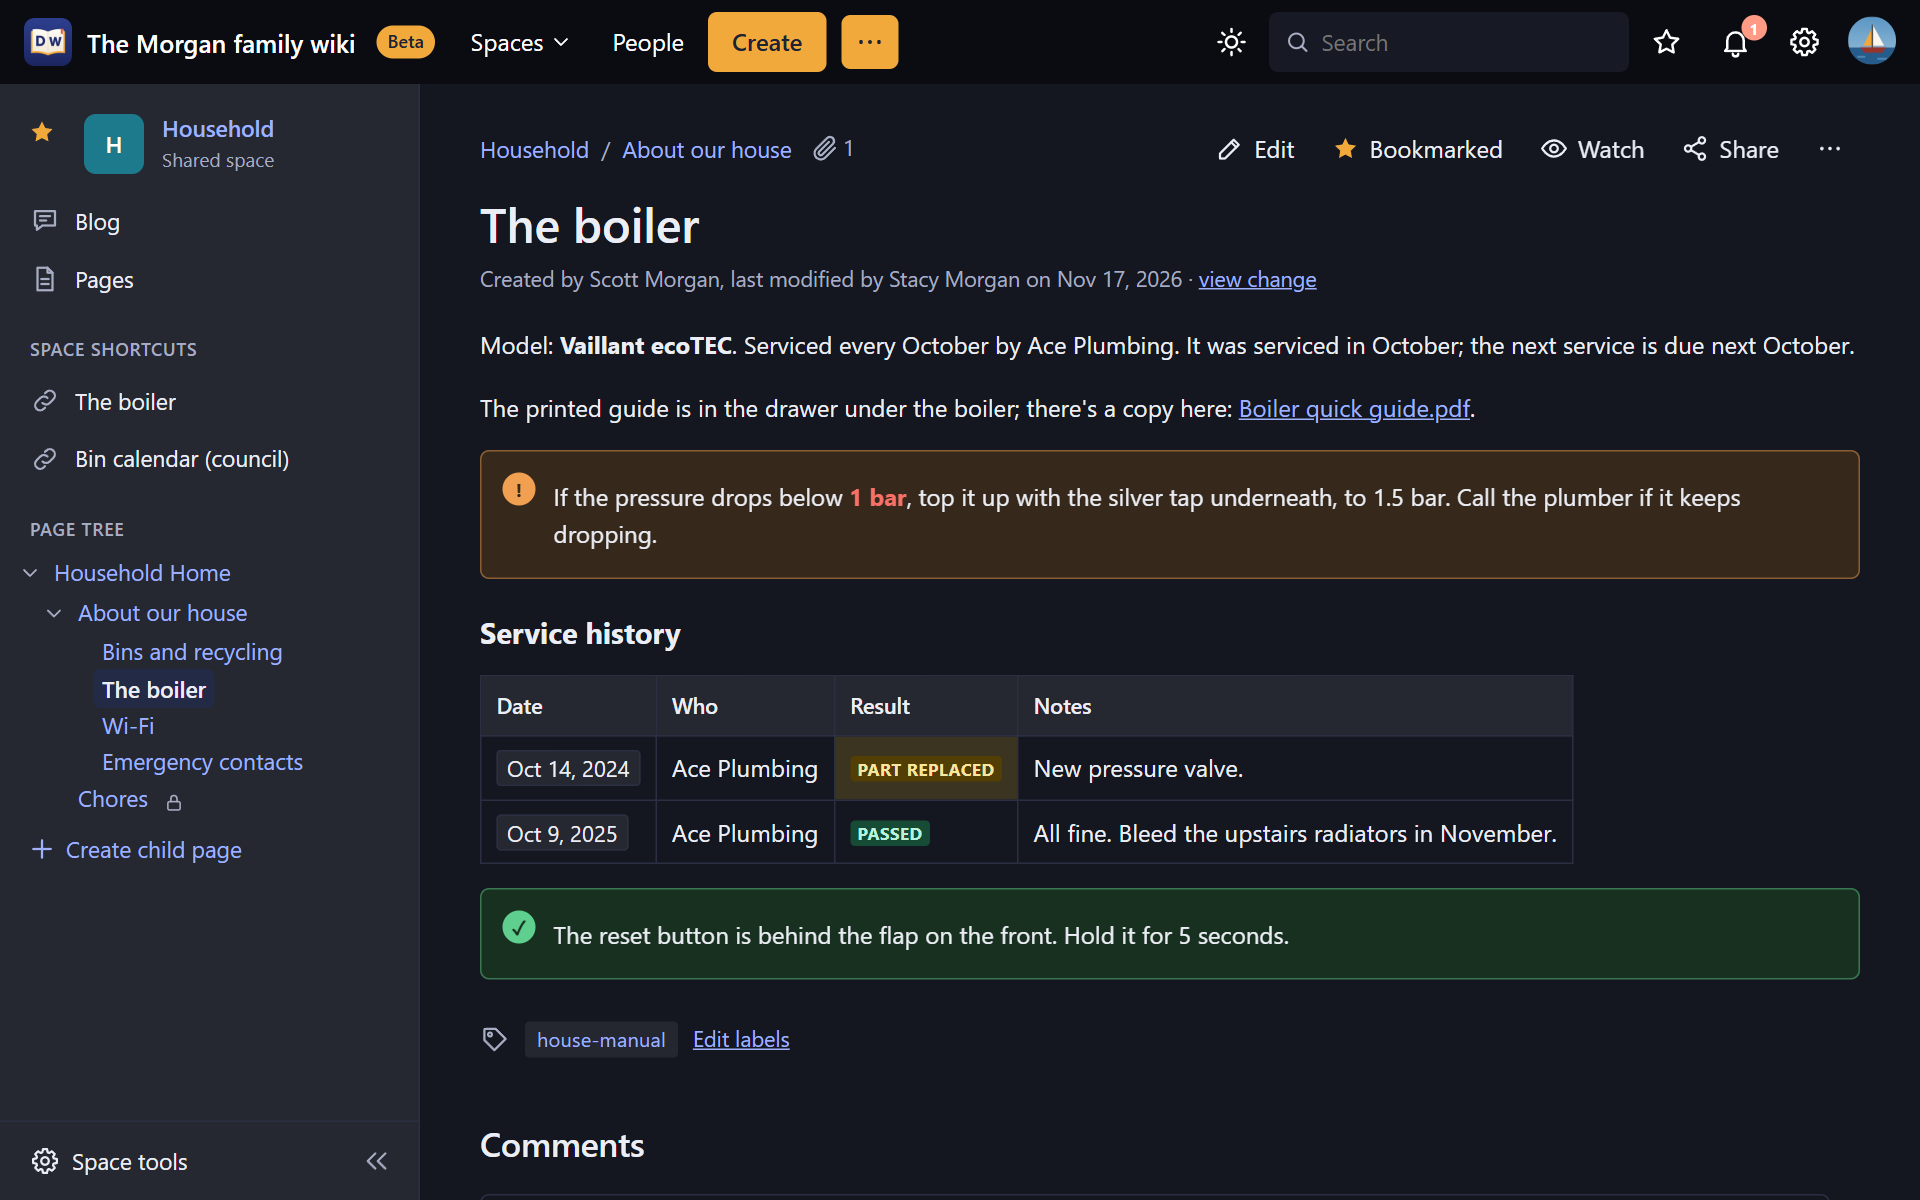 DW
The Morgan family wiki
Beta
Spaces
People
Create
Search
1
H
Household
Shared space
Blog
Pages
SPACE SHORTCUTS
The boiler
Bin calendar (council)
PAGE TREE
Household Home
About our house
Bins and recycling
The boiler
Wi-Fi
Emergency contacts
Chores
Create child page
Space tools
Household / About our house 1
Edit
Bookmarked
Watch
Share
The boiler
Created by Scott Morgan, last modified by Stacy Morgan on Nov 17, 2026 · view change
Model: Vaillant ecoTEC. Serviced every October by Ace Plumbing. It was serviced in October; the next service is due next October.
The printed guide is in the drawer under the boiler; there's a copy here: Boiler quick guide.pdf.
If the pressure drops below 1 bar, top it up with the silver tap underneath, to 1.5 bar. Call the plumber if it keeps
dropping.
Service history
Date Who Result Notes
Oct 14, 2024 Ace Plumbing PART REPLACED New pressure valve.
Oct 9, 2025 Ace Plumbing PASSED All fine. Bleed the upstairs radiators in November.
The reset button is behind the flap on the front. Hold it for 5 seconds.
house-manual
Edit labels
Comments